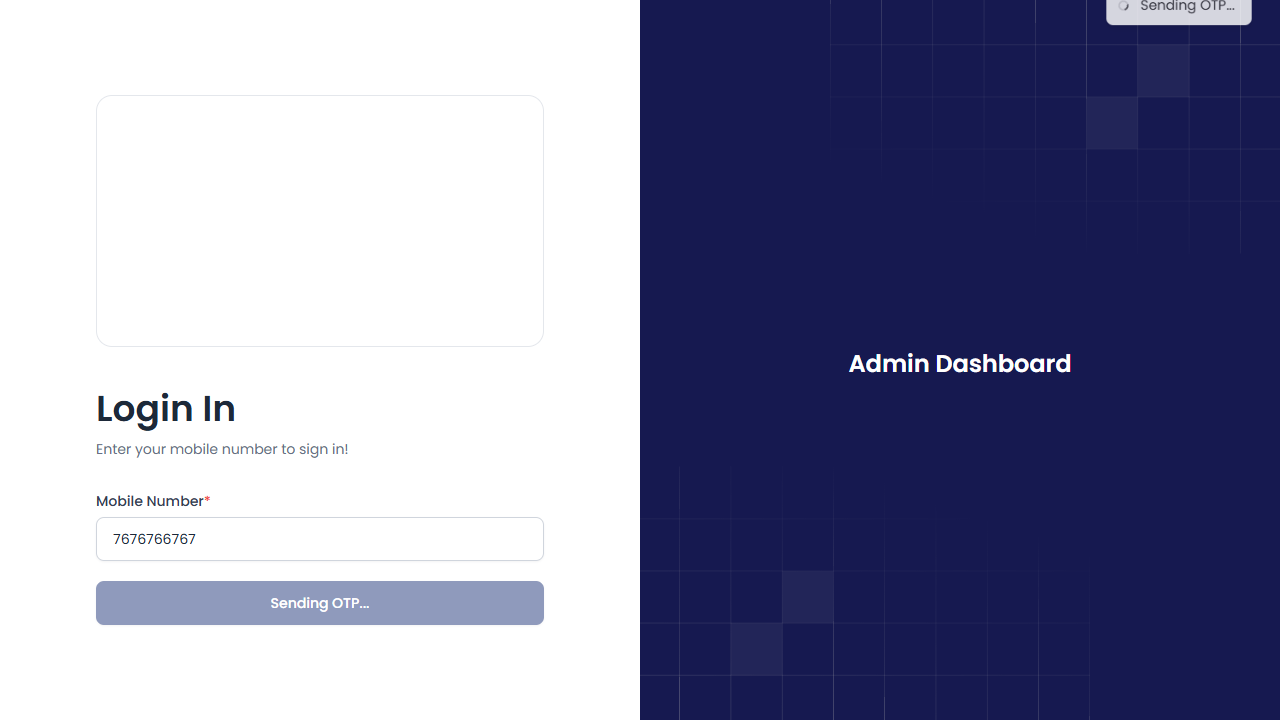 Sending OTP...
Login In
Enter your mobile number to sign in!
Mobile Number*
7676766767
Sending OTP...
Admin Dashboard